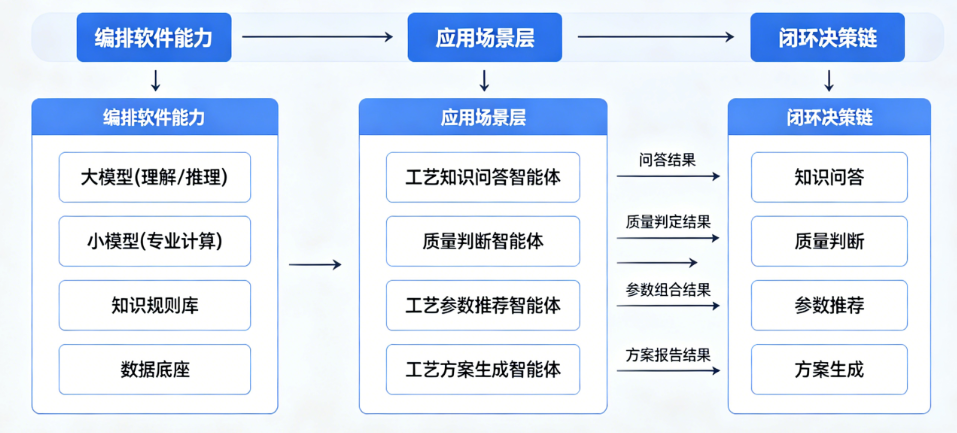 编排软件能力
应用场景层
闭环决策链
编排软件能力
大模型(理解/推理)
小模型(专业计算)
知识规则库
数据底座
应用场景层
工艺知识问答智能体
质量判断智能体
工艺参数推荐智能体
工艺方案生成智能体
问答结果
质量判定结果
参数组合结果
方案报告结果
闭环决策链
知识问答
质量判断
参数推荐
方案生成